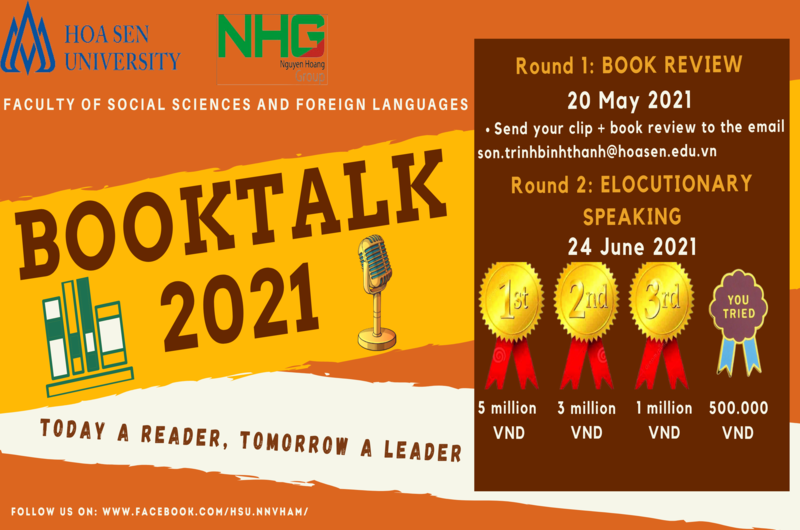 HOA SEN
UNIVERSITY
NHG
Nguyen Hoang
GROUP
FACULTY OF SOCIAL SCIENCES AND FOREIGN LANGUAGES
BOOKTALK
2021
TODAY A READER, TOMORROW A LEADER
FOLLOW US ON: WWW.FACEBOOK.COM/HSU.NNVHAM/
Round 1: BOOK REVIEW
20 May 2021
• Send your clip + book review to the email
son.trinhbinhthanh@hoasen.edu.vn
Round 2: ELOCUTIONARY
SPEAKING
24 June 2021
1st 2nd 3rd YOU
TRIED
5 million 3 million 1 million 500.000
VND VND VND VND